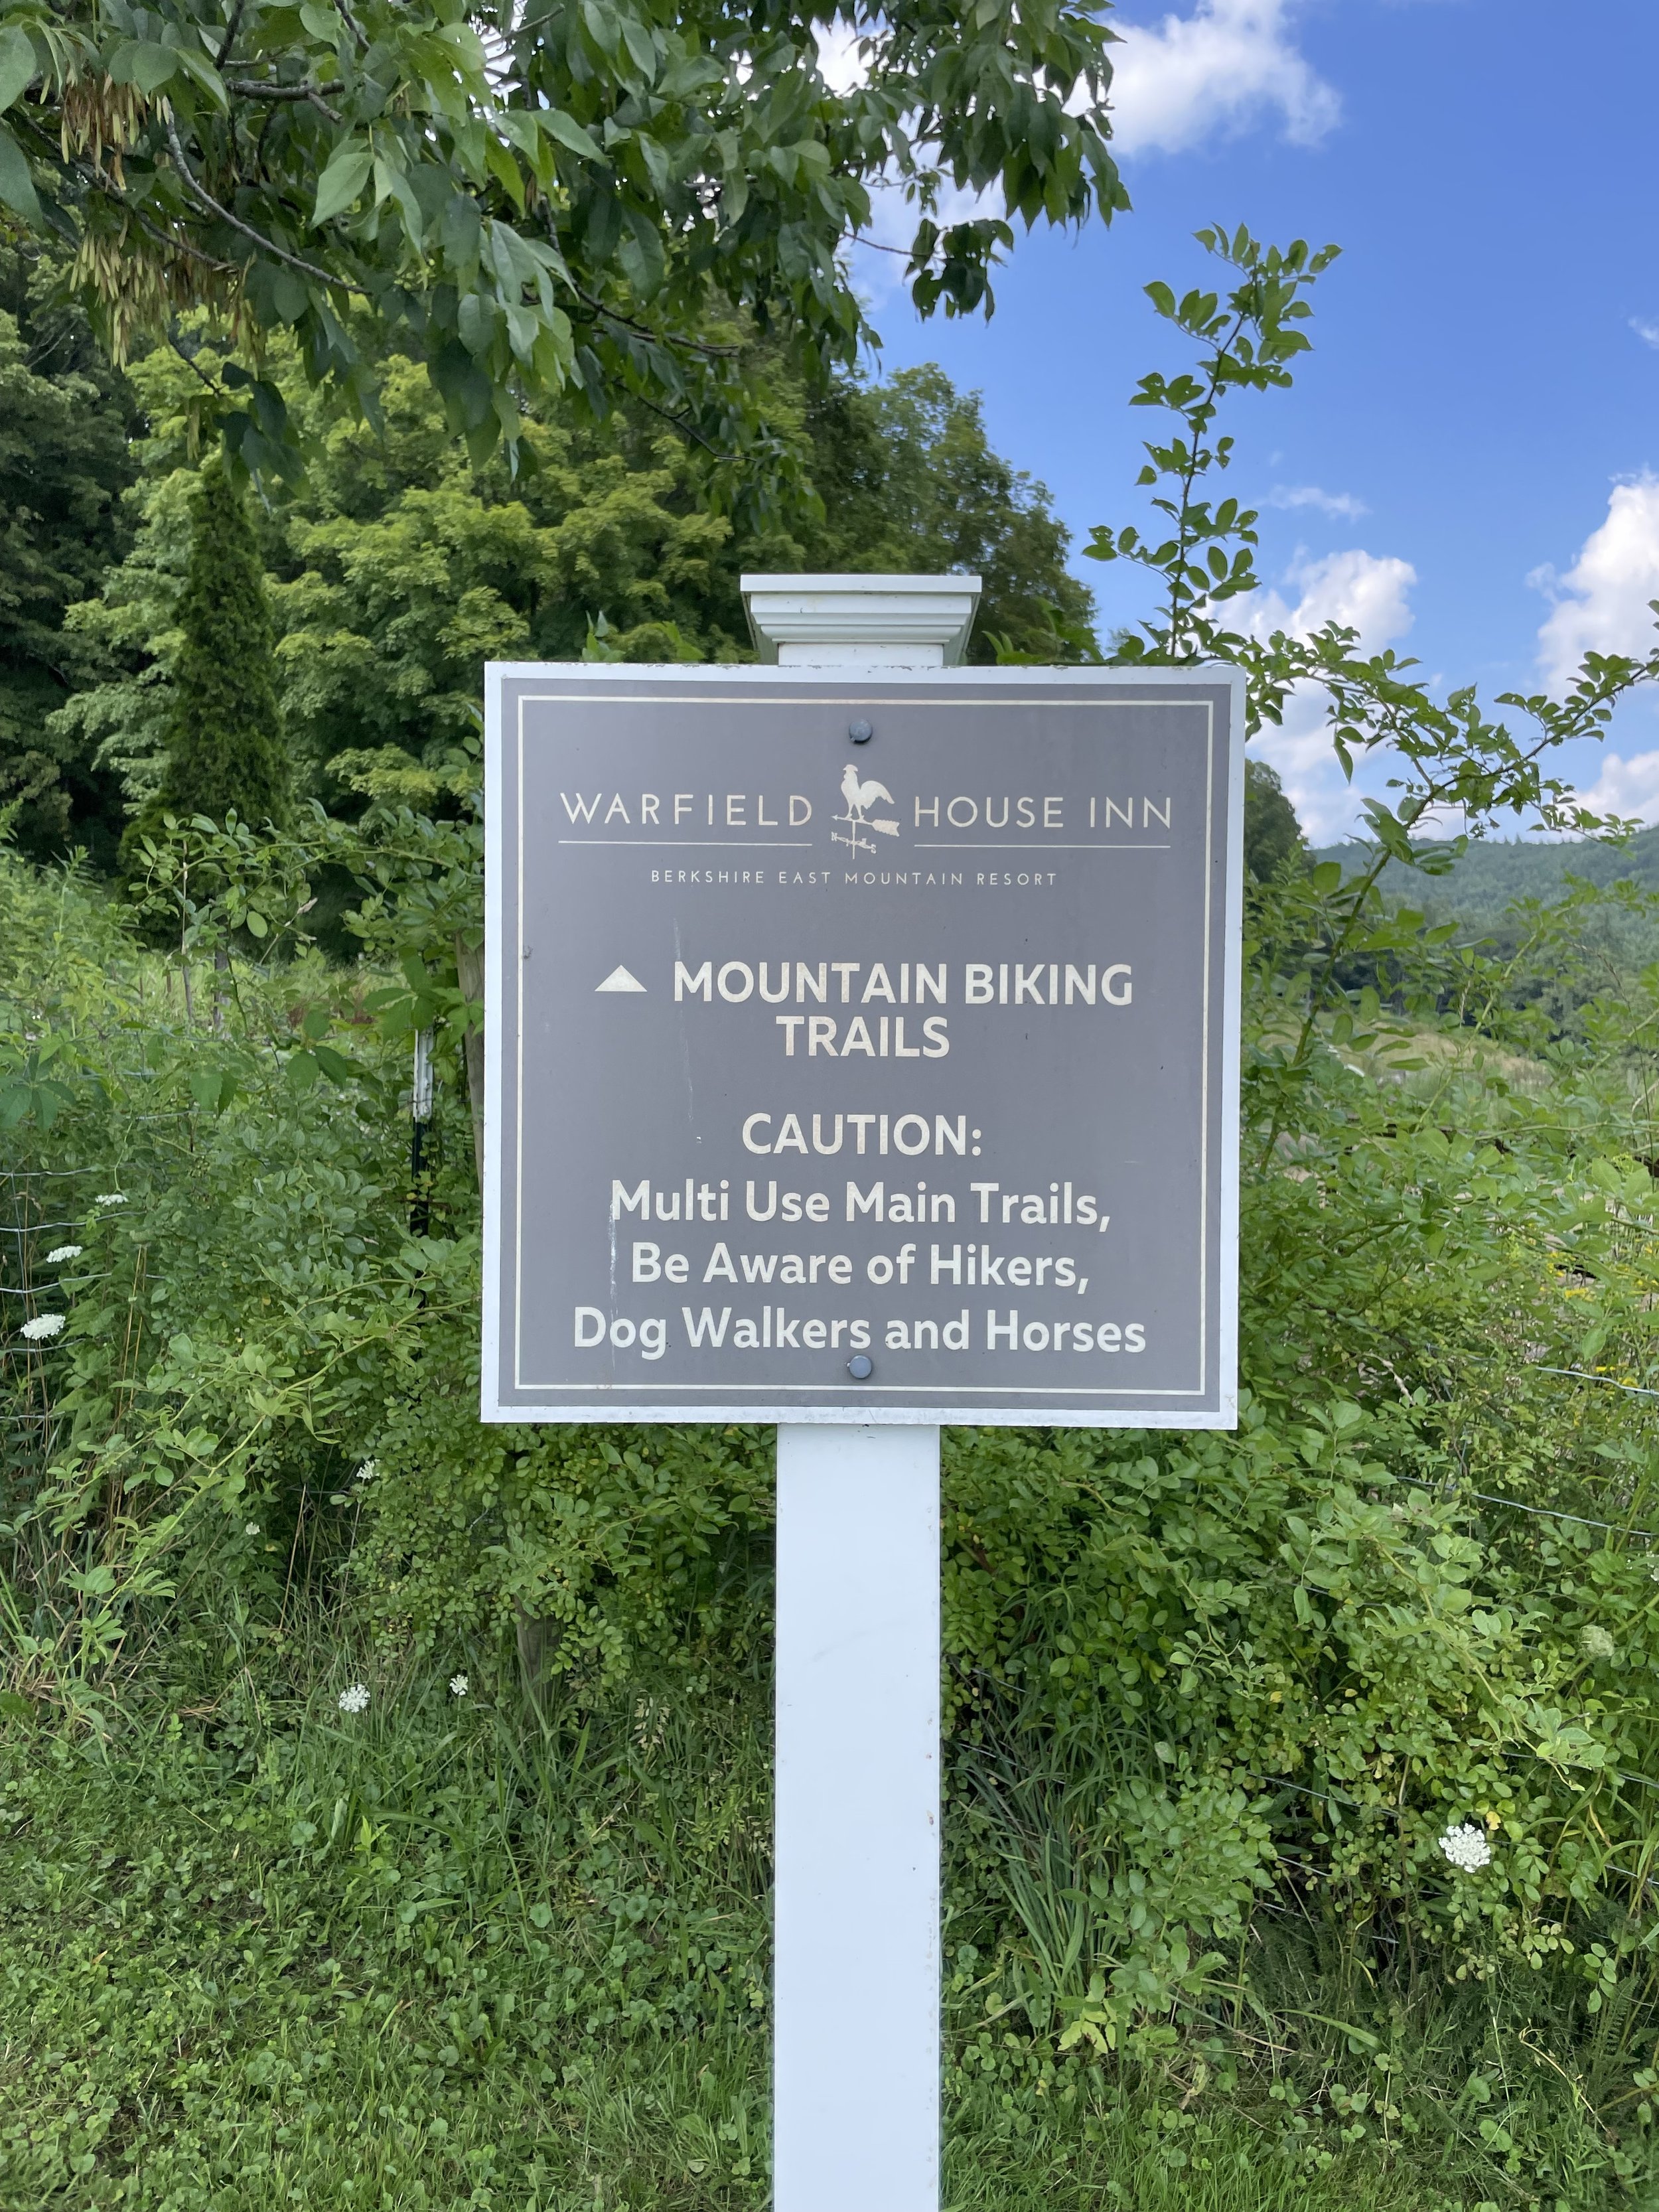 WARFIELD HOUSE INN
BERKSHIRE EAST MOUNTAIN RESORT
MOUNTAIN BIKING
TRAILS
CAUTION:
Multi Use Main Trails,
Be Aware of Hikers,
Dog Walkers and Horses